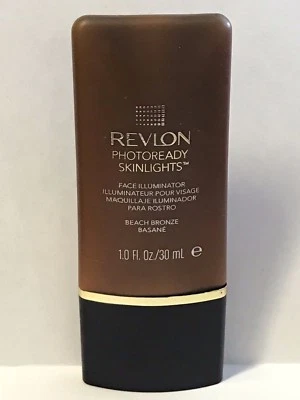 REVLON
PHOTOREADY
SKINLIGHTS™
FACE ILLUMINATOR
ILLUMINATEUR POUR VISAGE
MAQUILLAJE ILUMINADOR
PARA ROSTRO
BEACH BRONZE
BASANÉ
1.0 fl. Oz./30 mL ℮